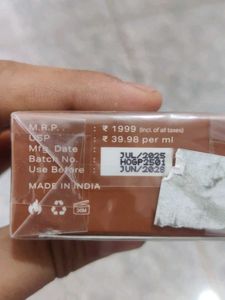 M.R.P. : ₹ 1999 (Incl. of all taxes)
USP : ₹ 39.98 per ml
Mfg. Date : JUL/2025
Batch No. : HOGP2501
Use Before : JUN/2028
MADE IN INDIA